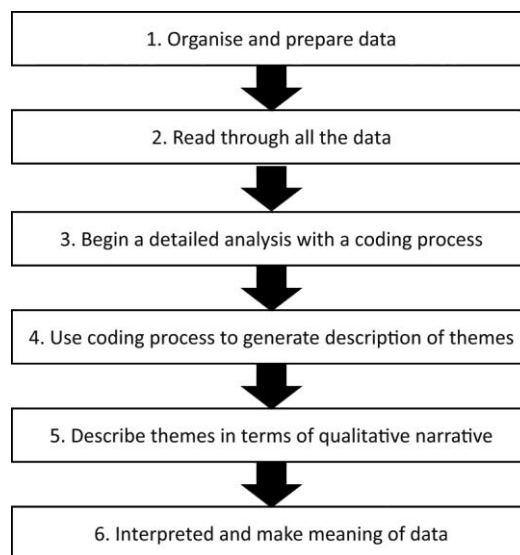 1. Organise and prepare data
2. Read through all the data
3. Begin a detailed analysis with a coding process
4. Use coding process to generate description of themes
5. Describe themes in terms of qualitative narrative
6. Interpreted and make meaning of data